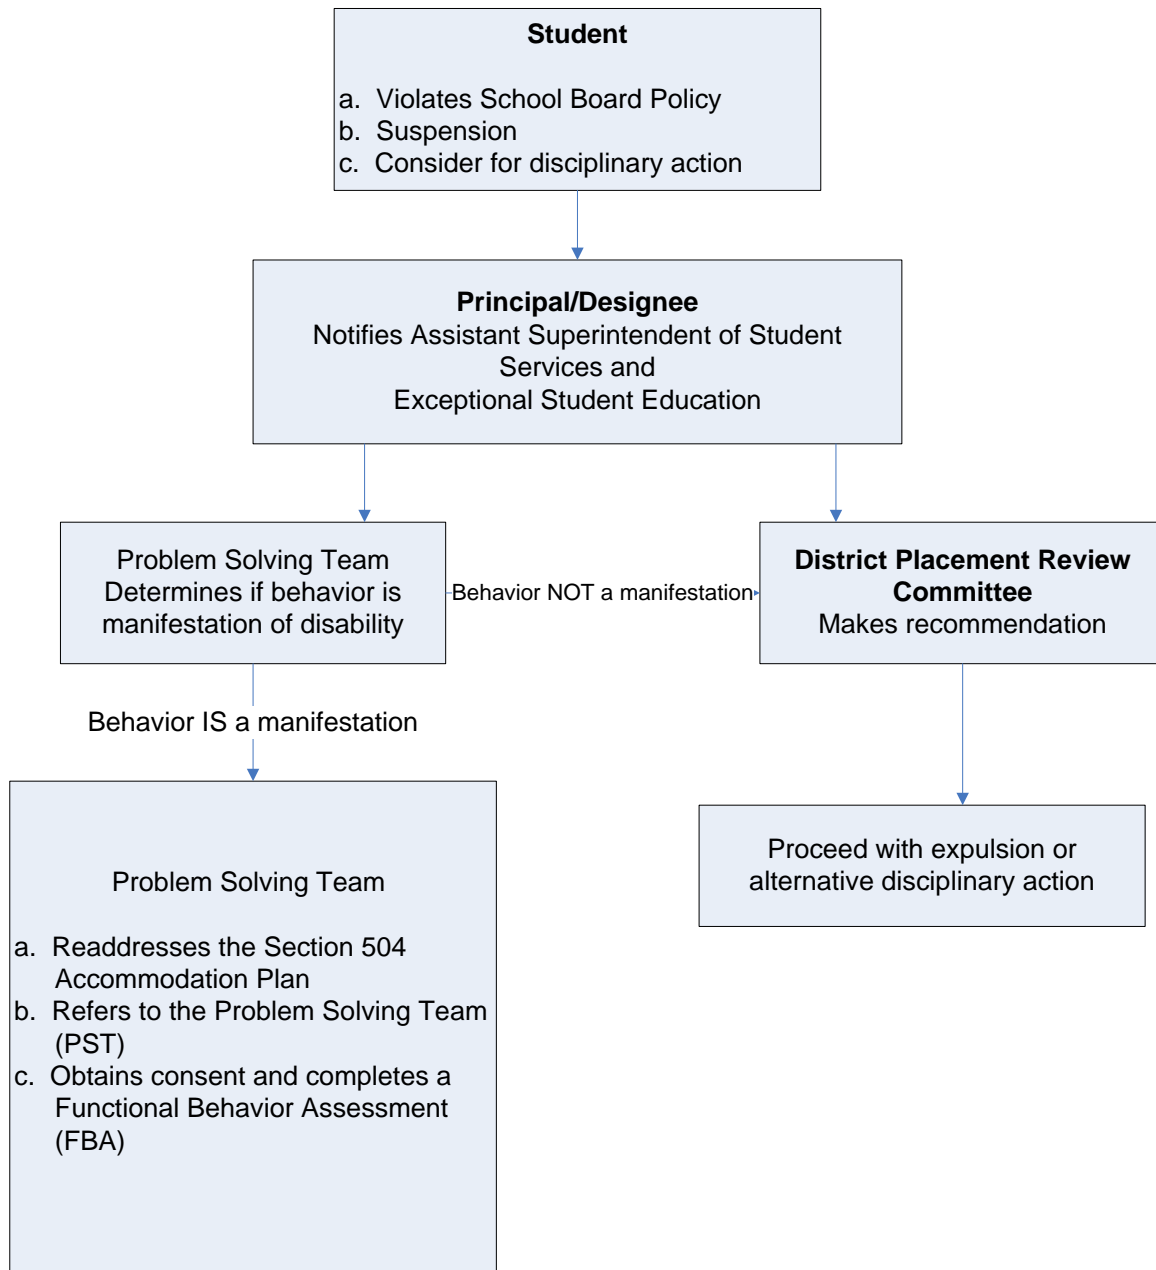 Student
a. Violates School Board Policy
b. Suspension
c. Consider for disciplinary action
Principal/Designee
Notifies Assistant Superintendent of Student
Services and
Exceptional Student Education
Problem Solving Team
Determines if behavior is
manifestation of disability
Behavior NOT a manifestation
District Placement Review
Committee
Makes recommendation
Behavior IS a manifestation
Problem Solving Team
a. Readdresses the Section 504
Accommodation Plan
b. Refers to the Problem Solving Team
(PST)
c. Obtains consent and completes a
Functional Behavior Assessment
(FBA)
Proceed with expulsion or
alternative disciplinary action